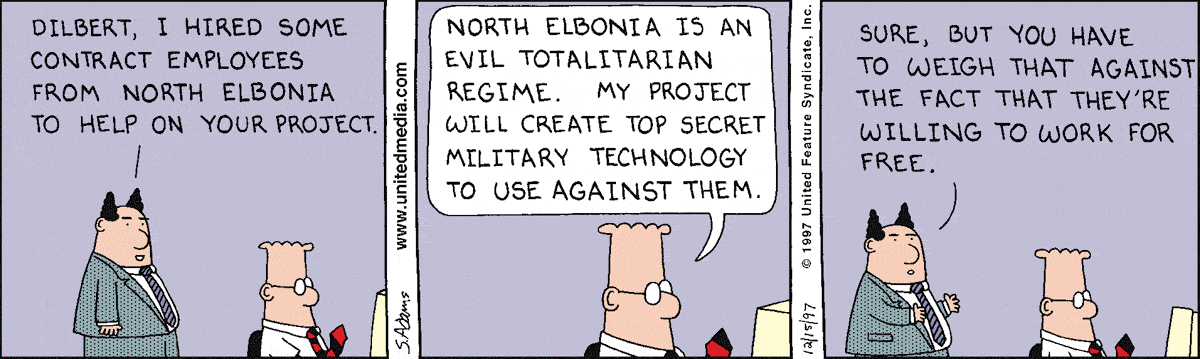 DILBERT, I HIRED SOME
CONTRACT EMPLOYEES
FROM NORTH ELBONIA
TO HELP ON YOUR PROJECT.
www.unitedmedia.com
S.Adams
NORTH ELBONIA IS AN
EVIL TOTALITARIAN
REGIME. MY PROJECT
WILL CREATE TOP SECRET
MILITARY TECHNOLOGY
TO USE AGAINST THEM.
12/15/97 © 1997 United Feature Syndicate, Inc.
SURE, BUT YOU HAVE
TO WEIGH THAT AGAINST
THE FACT THAT THEY'RE
WILLING TO WORK FOR
FREE.